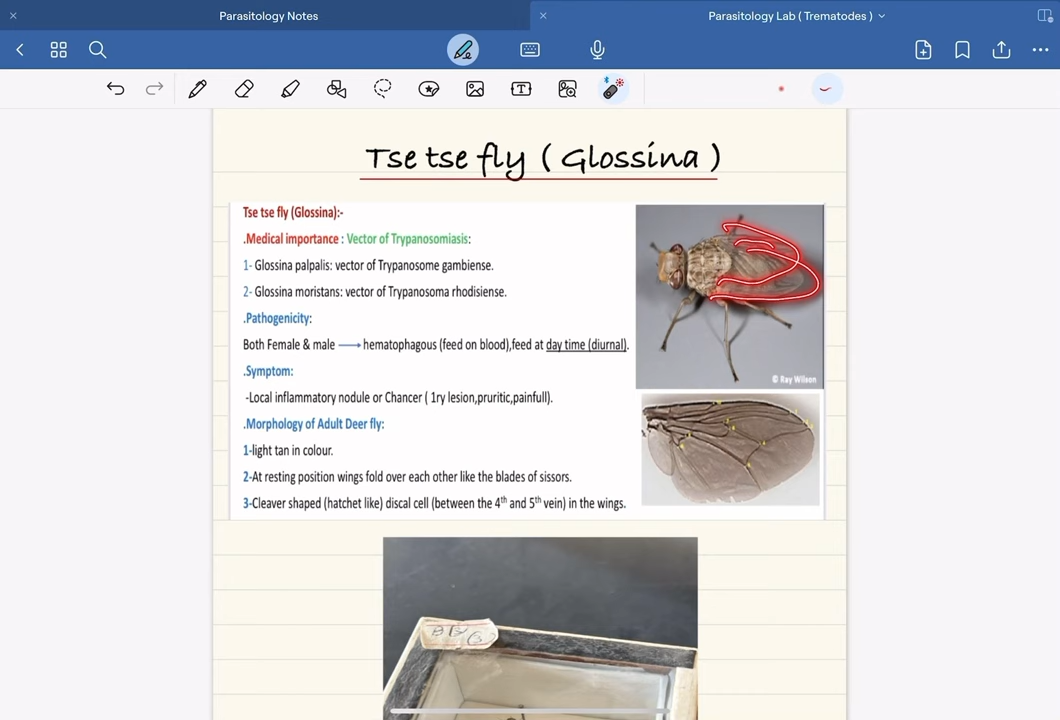 Parasitology Notes
Parasitology Lab ( Trematodes )
Tse tse fly ( Glossina )
Tse tse fly (Glossina):-
.Medical importance : Vector of Trypanosomiasis:
1- Glossina palpalis: vector of Trypanosome gambiense.
2- Glossina moristans: vector of Trypanosoma rhodisiense.
.Pathogenicity:
Both Female & male → hematophagous (feed on blood),feed at day time (diurnal).
.Symptom:
-Local inflammatory nodule or Chancer ( 1ry lesion,pruritic,painfull).
.Morphology of Adult Deer fly:
1-light tan in colour.
2-At resting position wings fold over each other like the blades of sissors.
3-Cleaver shaped (hatchet like) discal cell (between the 4th and 5th vein) in the wings.
© Ray Wilson